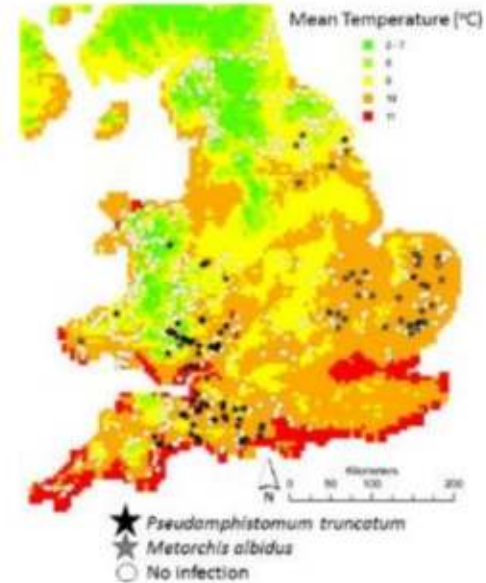 Mean Temperature (°C)
2 - 7
8
9
10
11
Kilometers
N
0 50 100 200
Pseudamphistomum truncatum
Metorchis albidus
No infection